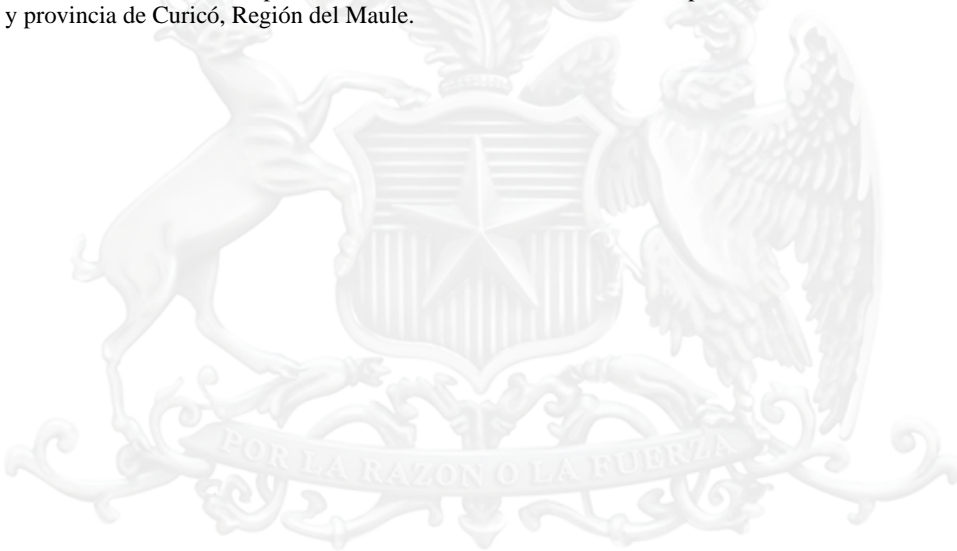 y provincia de Curicó, Región del Maule.
POR LA RAZON O LA FUERZA